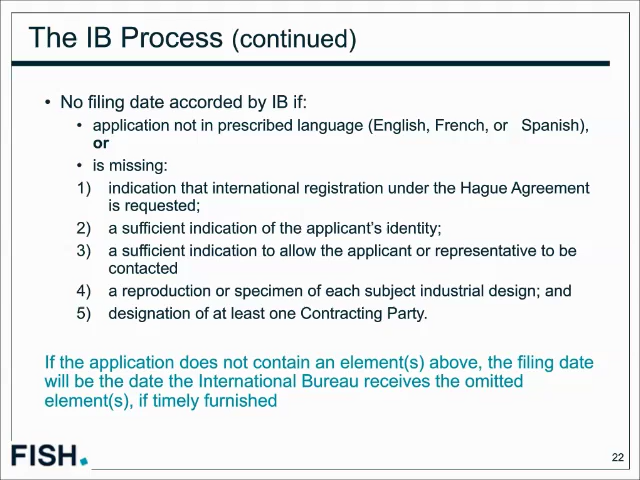 The IB Process (continued)
• No filing date accorded by IB if:
• application not in prescribed language (English, French, or Spanish),
or
• is missing:
1) indication that international registration under the Hague Agreement
is requested;
2) a sufficient indication of the applicant's identity;
3) a sufficient indication to allow the applicant or representative to be
contacted
4) a reproduction or specimen of each subject industrial design; and
5) designation of at least one Contracting Party.
If the application does not contain an element(s) above, the filing date
will be the date the International Bureau receives the omitted
element(s), if timely furnished
FISH.
22